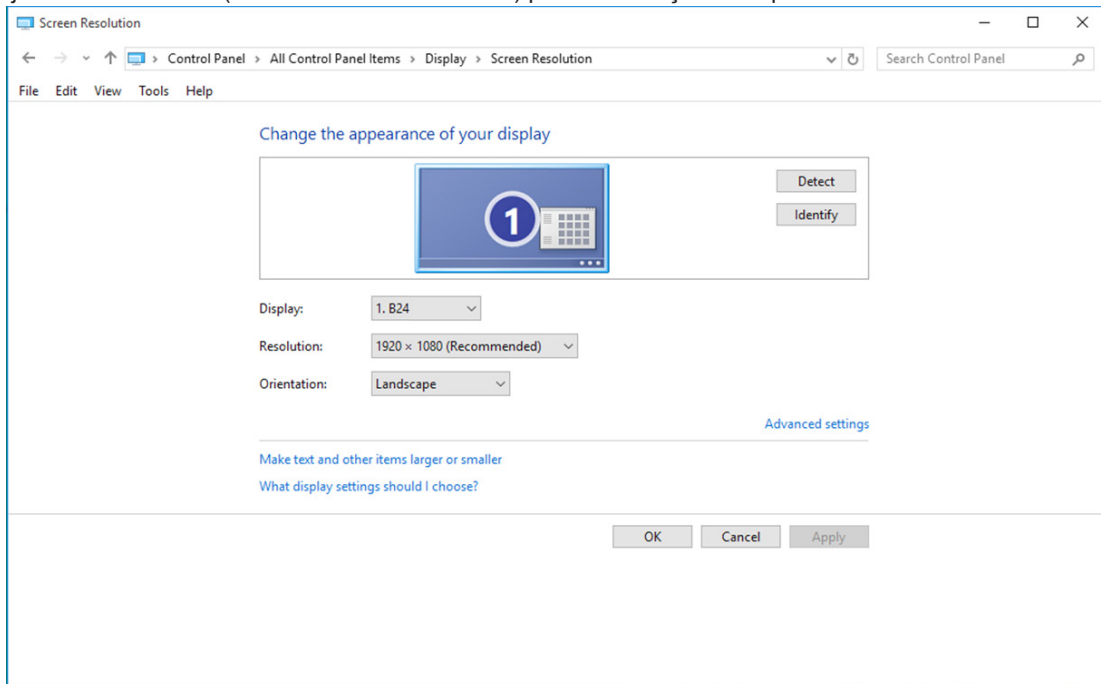 Screen Resolution
Control Panel > All Control Panel Items > Display > Screen Resolution
Search Control Panel
File Edit View Tools Help
Change the appearance of your display
1
Detect
Identify
Display: 1. B24
Resolution: 1920 × 1080 (Recommended)
Orientation: Landscape
Advanced settings
Make text and other items larger or smaller
What display settings should I choose?
OK Cancel Apply